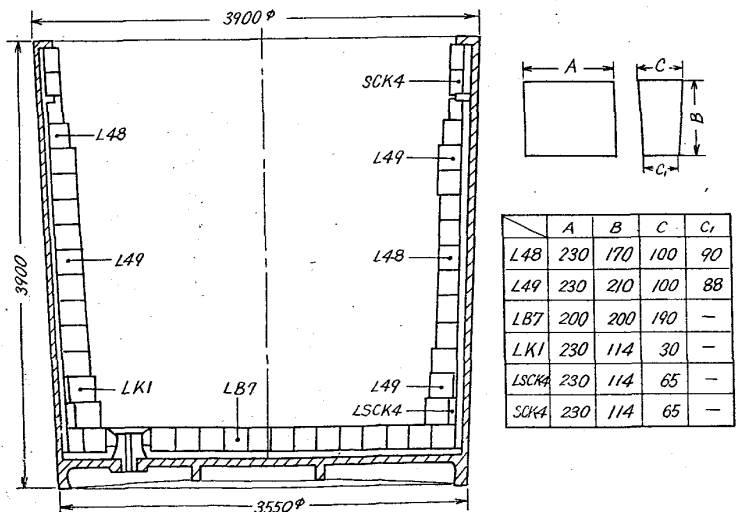 3900φ
SCK4
A
C
B
C₁
L48
L49
L49
L48
3900
LK1
LB7
L49
LSCK4
3550φ
A B C C₁
L48 230 170 100 90
L49 230 210 100 88
LB7 200 200 190 —
LK1 230 114 30 —
LSCK4 230 114 65 —
SCK4 230 114 65 —